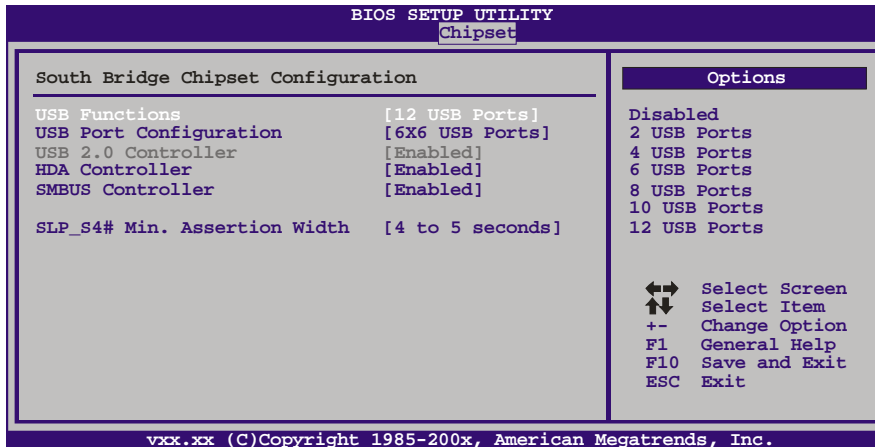 BIOS SETUP UTILITY
Chipset
South Bridge Chipset Configuration
USB Functions [12 USB Ports]
USB Port Configuration [6X6 USB Ports]
USB 2.0 Controller [Enabled]
HDA Controller [Enabled]
SMBUS Controller [Enabled]
SLP_S4# Min. Assertion Width [4 to 5 seconds]
Options
Disabled
2 USB Ports
4 USB Ports
6 USB Ports
8 USB Ports
10 USB Ports
12 USB Ports
Select Screen
Select Item
+- Change Option
F1 General Help
F10 Save and Exit
ESC Exit
vxx.xx (C)Copyright 1985-200x, American Megatrends, Inc.